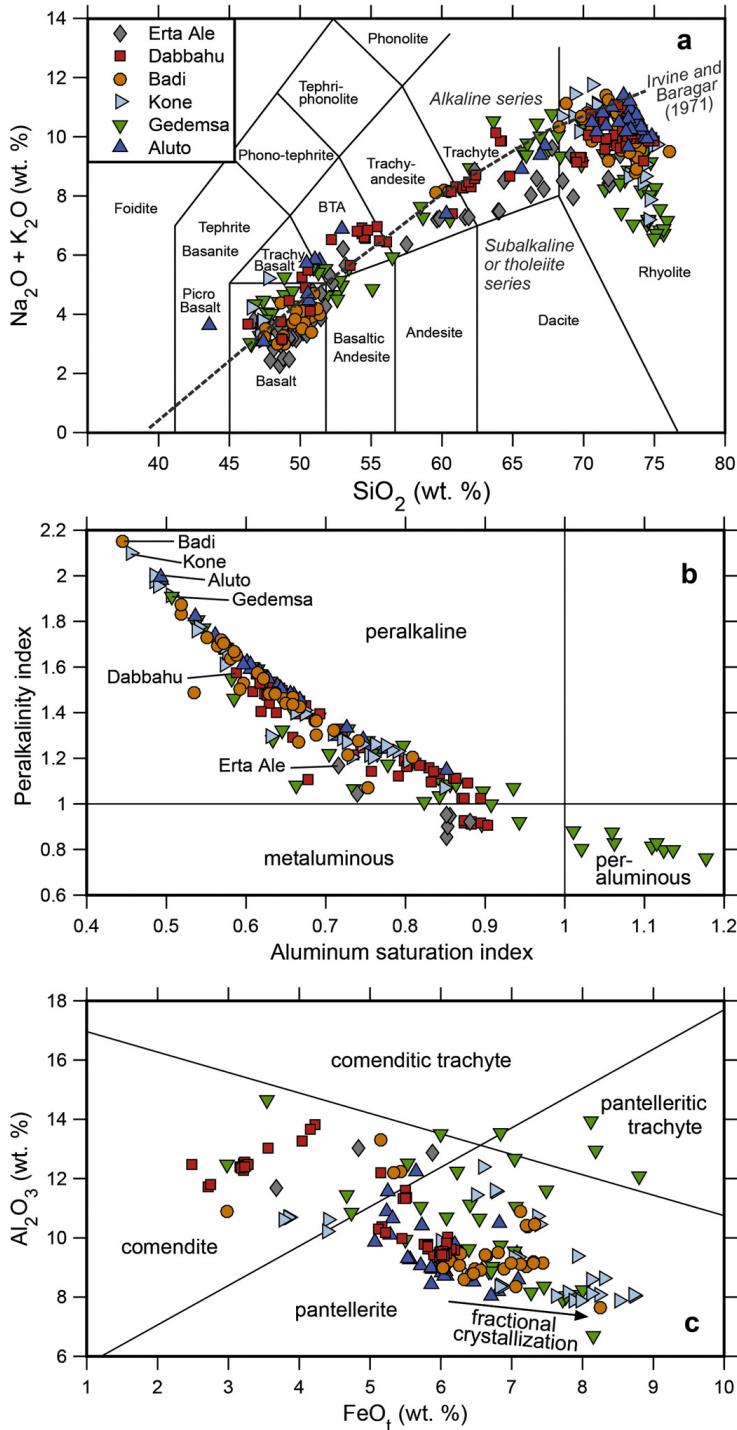 a
Erta Ale
Dabbahu
Badi
Kone
Gedemsa
Aluto
Phonolite
Tephri-
phonolite
Phono-tephrite
Foidite
Tephrite
Basanite
Trachy
Basalt
BTA
Trachy-
andesite
Trachyte
Alkaline series
Irvine and
Baragar
(1971)
Picro
Basalt
Basalt
Basaltic
Andesite
Andesite
Subalkaline
or tholeiite
series
Dacite
Rhyolite
14
12
10
8
6
4
2
0
Na2O + K2O (wt. %)
40 45 50 55 60 65 70 75 80
SiO2 (wt. %)
b
Badi
Kone
Aluto
Gedemsa
Dabbahu
Erta Ale
peralkaline
metaluminous
per-
aluminous
2.2
2
1.8
1.6
1.4
1.2
1
0.8
0.6
Peralkalinity index
0.4 0.5 0.6 0.7 0.8 0.9 1 1.1 1.2
Aluminum saturation index
18
16
14
12
10
8
6
Al2O3 (wt. %)
comenditic trachyte
pantelleritic
trachyte
comendite
pantellerite
fractional
crystallization
c
1 2 3 4 5 6 7 8 9 10
FeOt (wt. %)